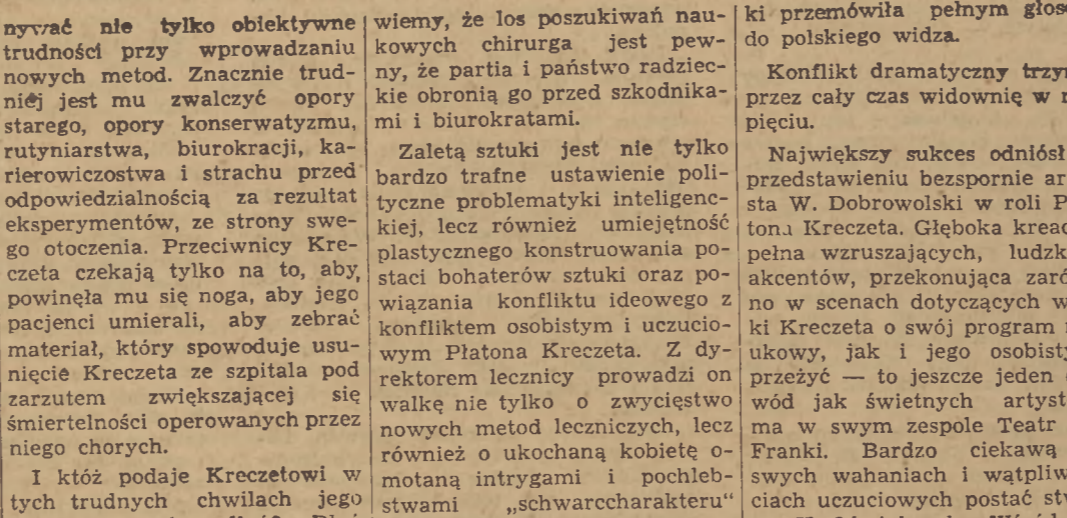 nywać nie tylko obiektywne
trudności przy wprowadzaniu
nowych metod. Znacznie trud-
niej jest mu zwalczyć opory
starego, opory konserwatyzmu,
rutyniarstwa, biurokracji, ka-
rierowiczostwa i strachu przed
odpowiedzialnością za rezultat
eksperymentów, ze strony swe-
go otoczenia. Przeciwnicy Kre-
czeta czekają tylko na to, aby,
powinęła mu się noga, aby jego
pacjenci umierali, aby zebrać
materiał, który spowoduje usu-
nięcie Kreczeta ze szpitala pod
zarzutem zwiększającej się
śmiertelności operowanych przez
niego chorych.
I któż podaje Kreczetowi w
tych trudnych chwilach jego
wiemy, że los poszukiwań nau-
kowych chirurga jest pew-
ny, że partia i państwo radziec-
kie obronią go przed szkodnika-
mi i biurokratami.
Zaletą sztuki jest nie tylko
bardzo trafne ustawienie poli-
tyczne problematyki inteligenc-
kiej, lecz również umiejętność
plastycznego konstruowania po-
staci bohaterów sztuki oraz po-
wiązania konfliktu ideowego z
konfliktem osobistym i uczucio-
wym Płatona Kreczeta. Z dy-
rektorem lecznicy prowadzi on
walkę nie tylko o zwycięstwo
nowych metod leczniczych, lecz
również o ukochaną kobietę o-
motaną intrygami i pochleb-
stwami „schwarccharakteru"
ki przemówiła pełnym głos
do polskiego widza.
Konflikt dramatyczny trzy
przez cały czas widownię w
pięciu.
Największy sukces odniósł
przedstawieniu bezspornie ar
sta W. Dobrowolski w roli P
tona Kreczeta. Głęboka kreac
pełna wzruszających, ludzk
akcentów, przekonująca zaró
no w scenach dotyczących w
ki Kreczeta o swój program
ukowy, jak i jego osobist
przeżyć — to jeszcze jeden
wód jak świetnych artyst
ma w swym zespole Teatr
Franki. Bardzo ciekawą
swych wahaniach i wątpliw
ciach uczuciowych postać stw